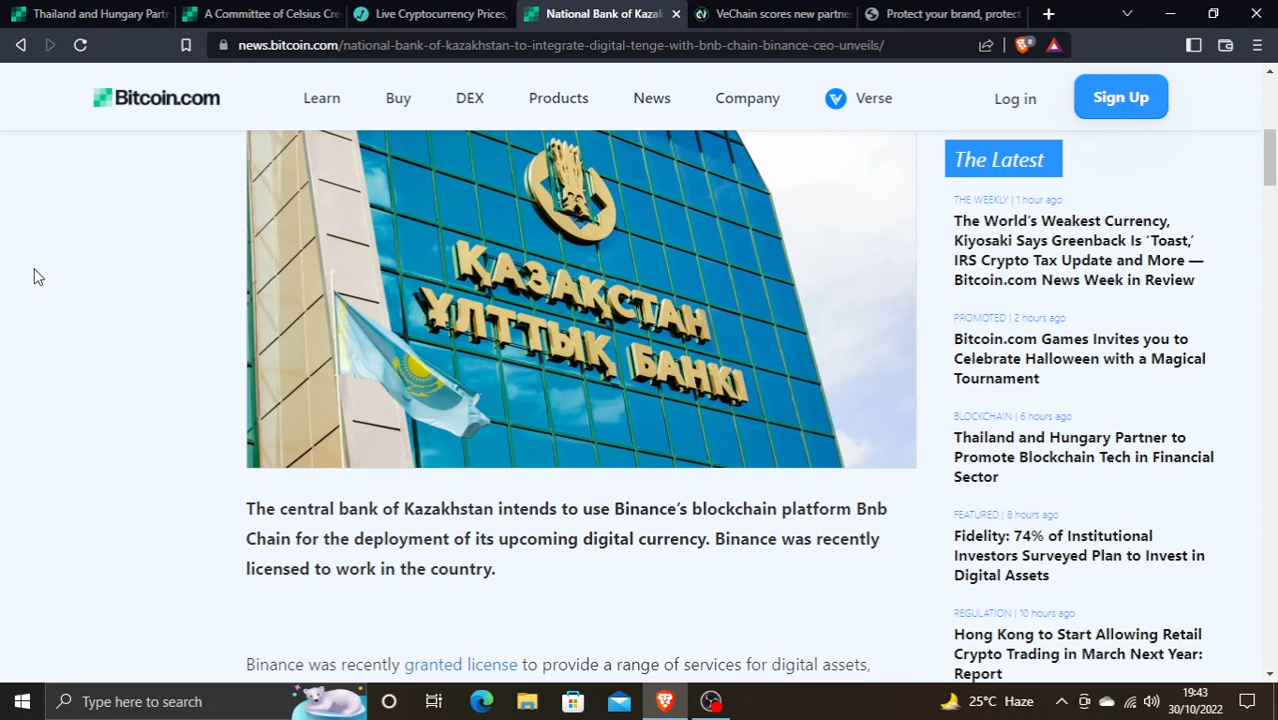 Thailand and Hungary Partn
A Committee of Celsius Cre
Live Cryptocurrency Prices,
National Bank of Kazak
VeChain scores new partne
Protect your brand, protect
news.bitcoin.com/national-bank-of-kazakhstan-to-integrate-digital-tenge-with-bnb-chain-binance-ceo-unveils/
8
Bitcoin.com
Learn
Buy
DEX
Products
News
Company
Verse
Log in
Sign Up
ҚАЗАҚСТАН
ҰЛТТЫҚ БАНКІ
The central bank of Kazakhstan intends to use Binance's blockchain platform Bnb
Chain for the deployment of its upcoming digital currency. Binance was recently
licensed to work in the country.
Binance was recently granted license to provide a range of services for digital assets,
The Latest
THE WEEKLY | 1 hour ago
The World's Weakest Currency,
Kiyosaki Says Greenback Is 'Toast,'
IRS Crypto Tax Update and More —
Bitcoin.com News Week in Review
PROMOTED | 2 hours ago
Bitcoin.com Games Invites you to
Celebrate Halloween with a Magical
Tournament
BLOCKCHAIN | 6 hours ago
Thailand and Hungary Partner to
Promote Blockchain Tech in Financial
Sector
FEATURED | 8 hours ago
Fidelity: 74% of Institutional
Investors Surveyed Plan to Invest in
Digital Assets
REGULATION | 10 hours ago
Hong Kong to Start Allowing Retail
Crypto Trading in March Next Year:
Report
Type here to search
25°C Haze
19:43
30/10/2022